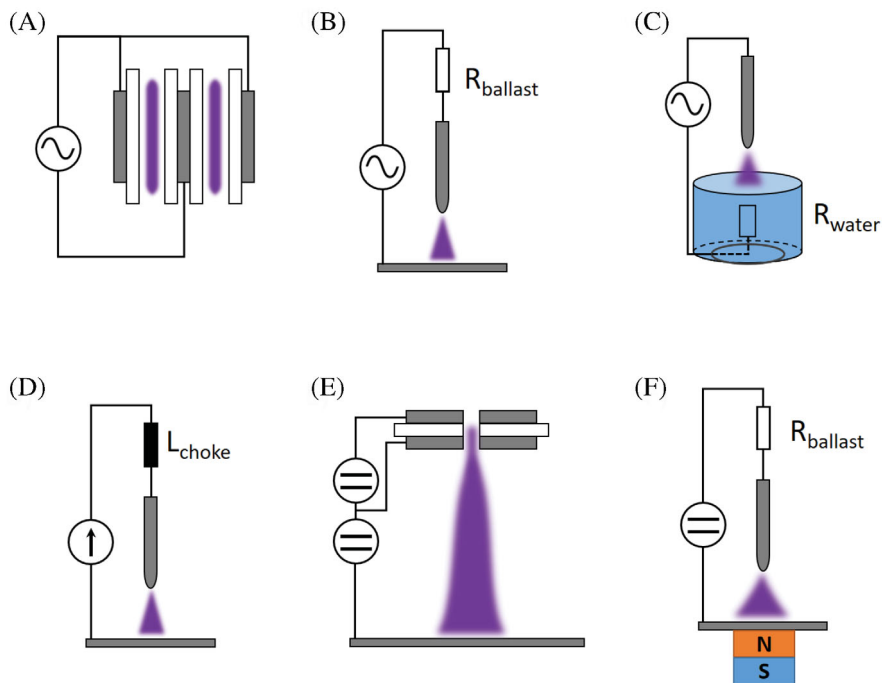 (A)
(B)
(C)
R_ballast
R_water
(D)
(E)
(F)
L_choke
R_ballast
N
S